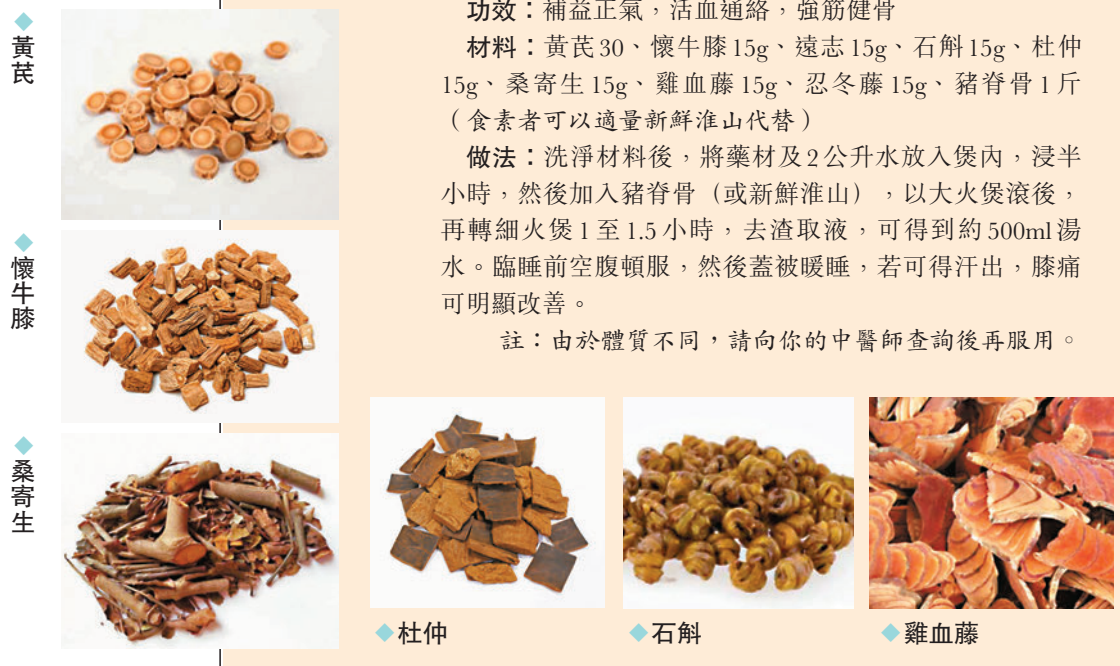 ◆黃芪
◆懷牛膝
◆桑寄生
功效：補益正氣，活血通絡，強筋健骨
材料：黃芪30、懷牛膝15g、遠志15g、石斛15g、杜仲
15g、桑寄生15g、雞血藤15g、忍冬藤15g、豬脊骨1斤
（食素者可以適量新鮮淮山代替）
做法：洗淨材料後，將藥材及2公升水放入煲內，浸半
小時，然後加入豬脊骨（或新鮮淮山），以大火煲滾後，
再轉細火煲1至1.5小時，去渣取液，可得到約500ml湯
水。臨睡前空腹頓服，然後蓋被暖睡，若可得汗出，膝痛
可明顯改善。
註：由於體質不同，請向你的中醫師查詢後再服用。
◆杜仲
◆石斛
◆雞血藤